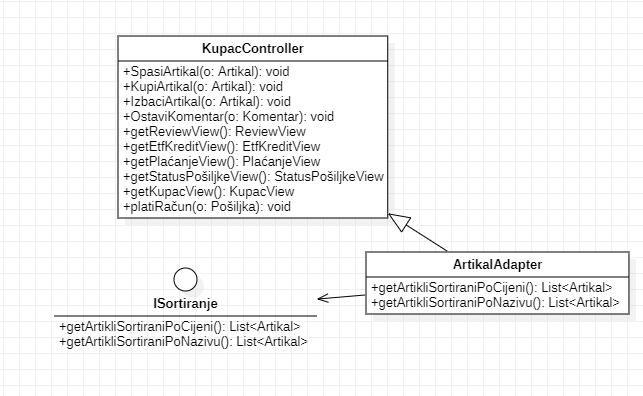 KupacController
+SpasiArtikal(o: Artikal): void
+KupiArtikal(o: Artikal): void
+IzbaciArtikal(o: Artikal): void
+OstaviKomentar(o: Komentar): void
+getReviewView(): ReviewView
+getEtfKreditView(): EtfKreditView
+getPlaćanjeView(): PlaćanjeView
+getStatusPošiljkeView(): StatusPošiljkeView
+getKupacView(): KupacView
+platiRačun(o: Pošiljka): void
ArtikalAdapter
+getArtikliSortiraniPoCijeni(): List<Artikal>
+getArtikliSortiraniPoNazivu(): List<Artikal>
ISortiranje
+getArtikliSortiraniPoCijeni(): List<Artikal>
+getArtikliSortiraniPoNazivu(): List<Artikal>